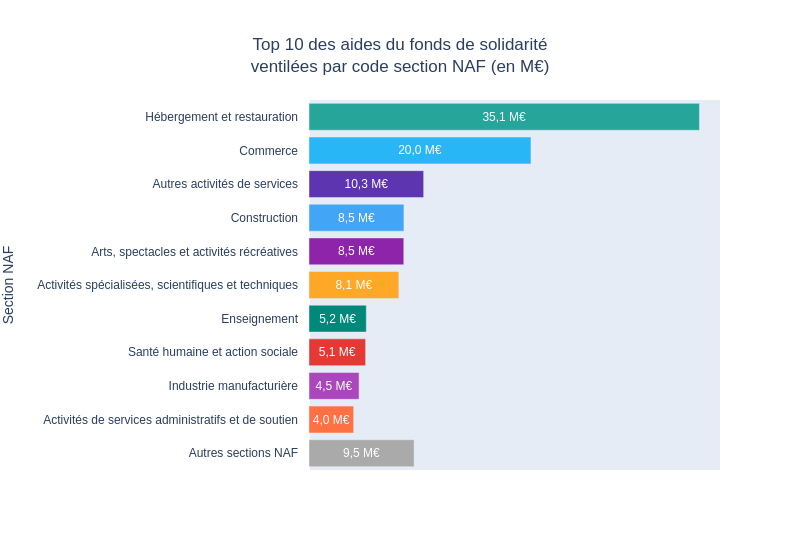 Top 10 des aides du fonds de solidarité
ventilées par code section NAF (en M€)
Section NAF
Hébergement et restauration 35,1 M€
Commerce 20,0 M€
Autres activités de services 10,3 M€
Construction 8,5 M€
Arts, spectacles et activités récréatives 8,5 M€
Activités spécialisées, scientifiques et techniques 8,1 M€
Enseignement 5,2 M€
Santé humaine et action sociale 5,1 M€
Industrie manufacturière 4,5 M€
Activités de services administratifs et de soutien 4,0 M€
Autres sections NAF 9,5 M€